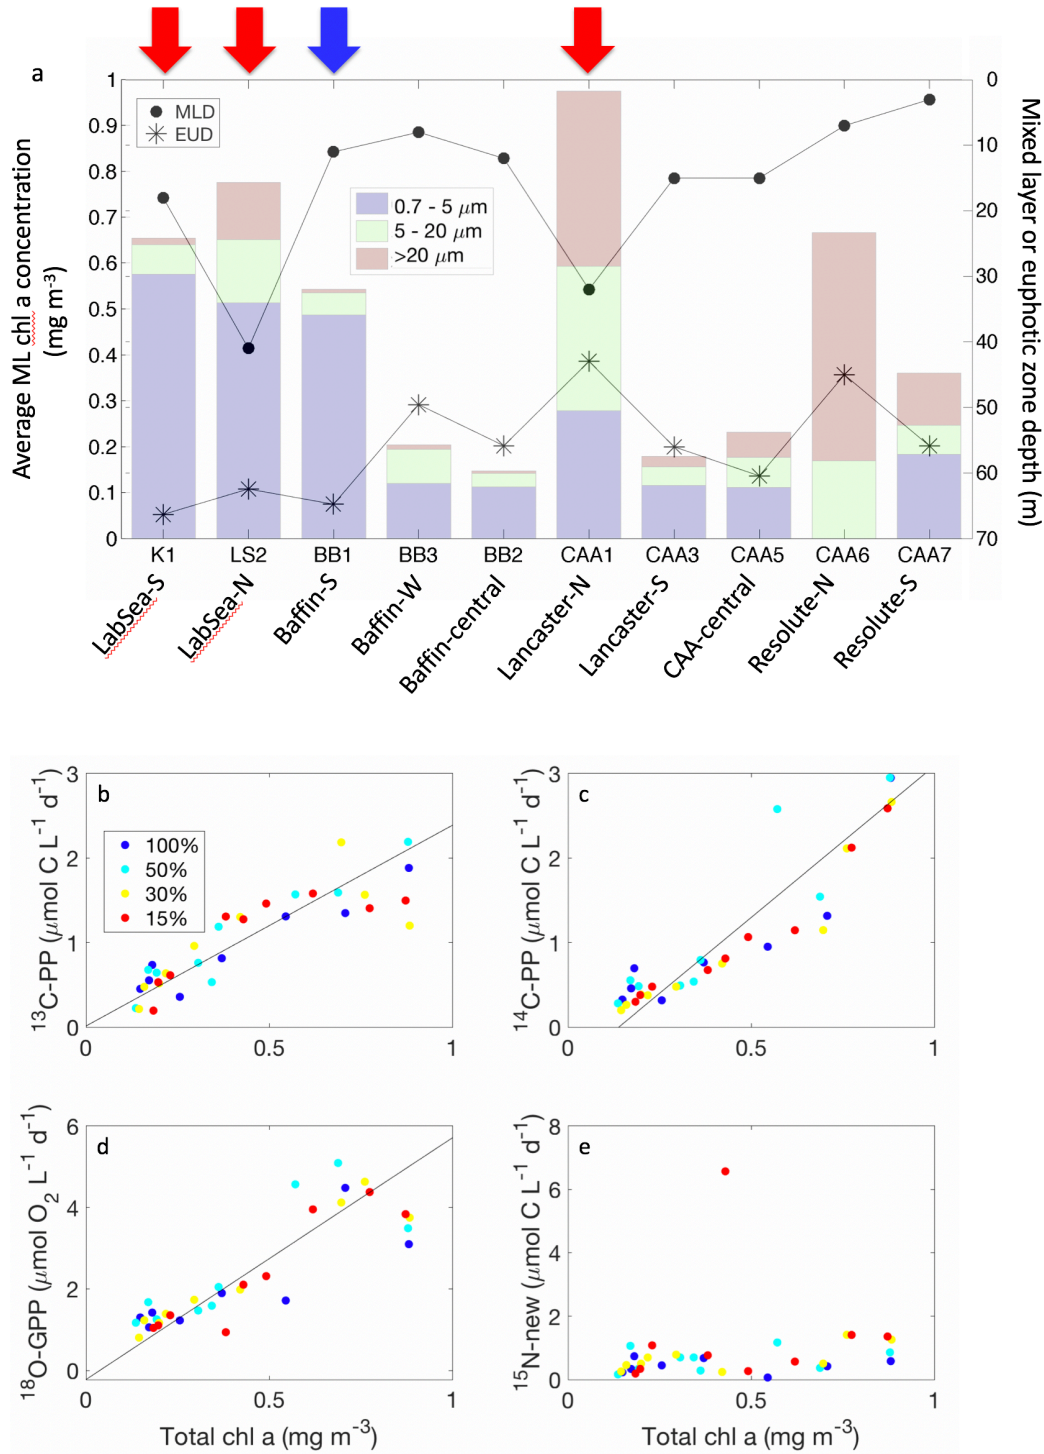 a
MLD
EUD
0.7 - 5 μm
5 - 20 μm
>20 μm
Average ML chl a concentration
(mg m⁻³)
1
0.9
0.8
0.7
0.6
0.5
0.4
0.3
0.2
0.1
0
Mixed layer or euphotic zone depth (m)
0
10
20
30
40
50
60
70
K1 LS2 BB1 BB3 BB2 CAA1 CAA3 CAA5 CAA6 CAA7
LabSea-S
LabSea-N
Baffin-S
Baffin-W
Baffin-central
Lancaster-N
Lancaster-S
CAA-central
Resolute-N
Resolute-S
b
¹³C-PP (μmol C L⁻¹ d⁻¹)
3
2
1
0
100%
50%
30%
15%
0 0.5 1
c
¹⁴C-PP (μmol C L⁻¹ d⁻¹)
3
2
1
0
0 0.5 1
d
¹⁸O-GPP (μmol O₂ L⁻¹ d⁻¹)
6
4
2
0
0 0.5 1
Total chl a (mg m⁻³)
e
¹⁵N-new (μmol C L⁻¹ d⁻¹)
8
6
4
2
0
0 0.5 1
Total chl a (mg m⁻³)